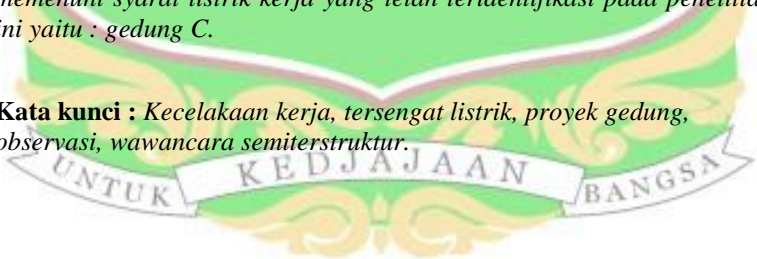 memenuhi syarat listrik kerja yang telah teridentifikasi pada
ini yaitu : gedung C.
Kata kunci : Kecelakaan kerja, tersengat listrik, proyek gedung,
observasi, wawancara semiterstruktur.
UNTUK KEDJAJAAN BANGSA